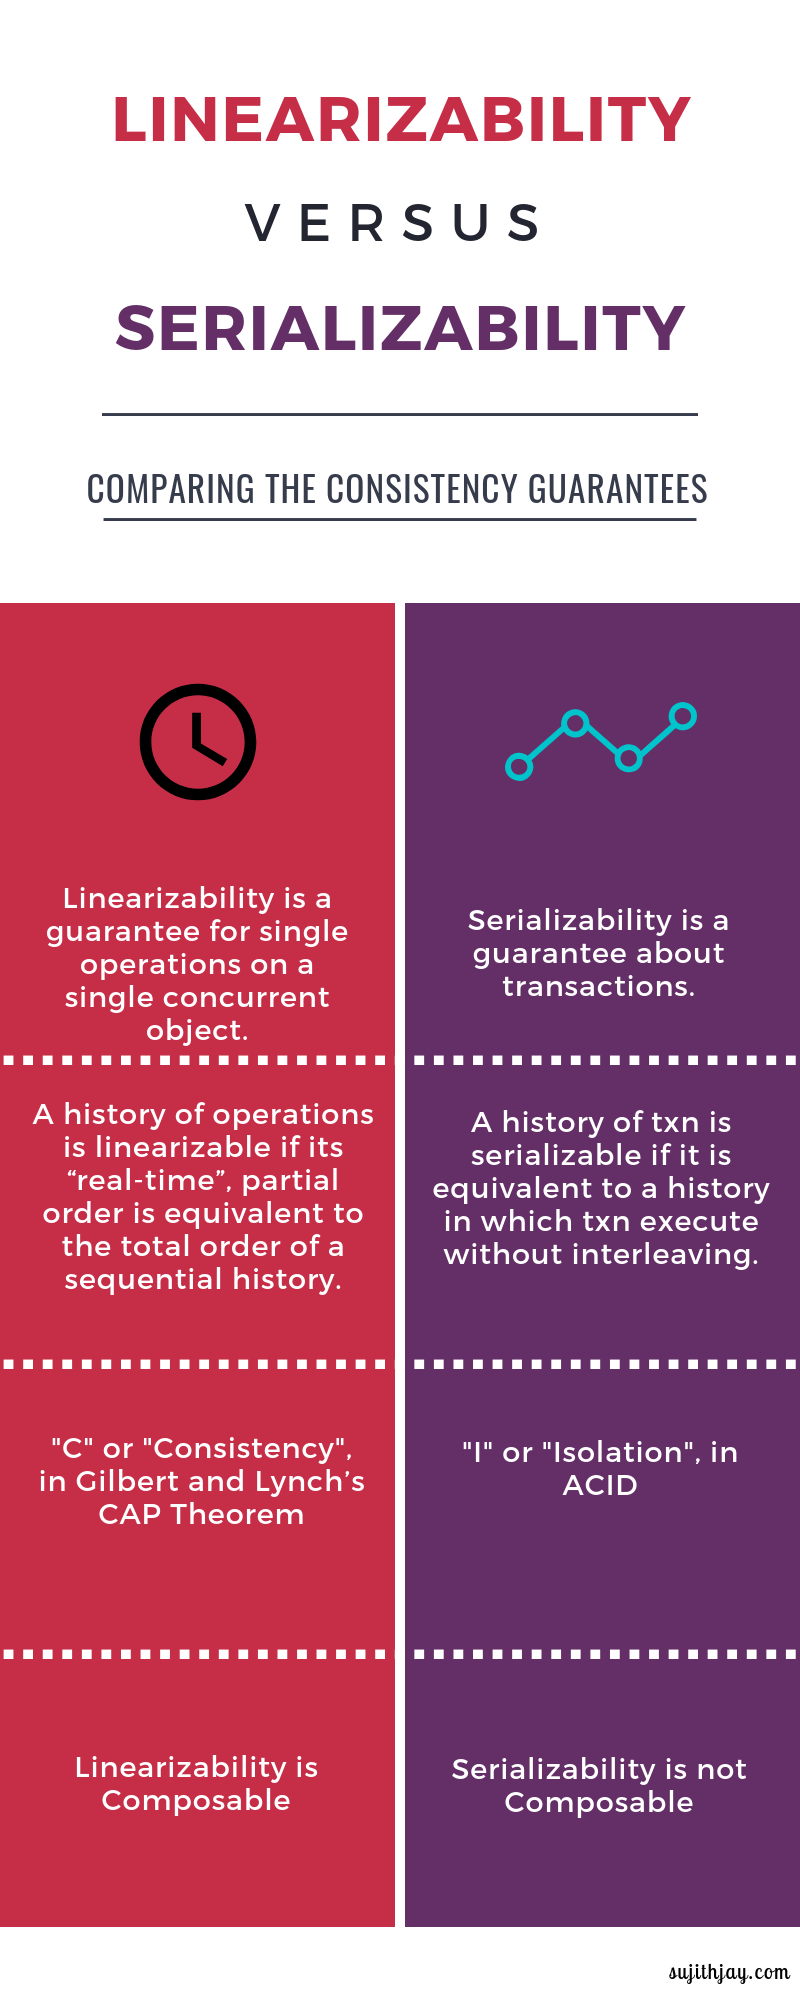 LINEARIZABILITY
VERSUS
SERIALIZABILITY
COMPARING THE CONSISTENCY GUARANTEES
Linearizability is a
guarantee for single
operations on a
single concurrent
object.
A history of operations
is linearizable if its
“real-time”, partial
order is equivalent to
the total order of a
sequential history.
"C" or "Consistency",
in Gilbert and Lynch’s
CAP Theorem
Linearizability is
Composable
Serializability is a
guarantee about
transactions.
A history of txn is
serializable if it is
equivalent to a history
in which txn execute
without interleaving.
"I" or "Isolation", in
ACID
Serializability is not
Composable
sujithjay.com